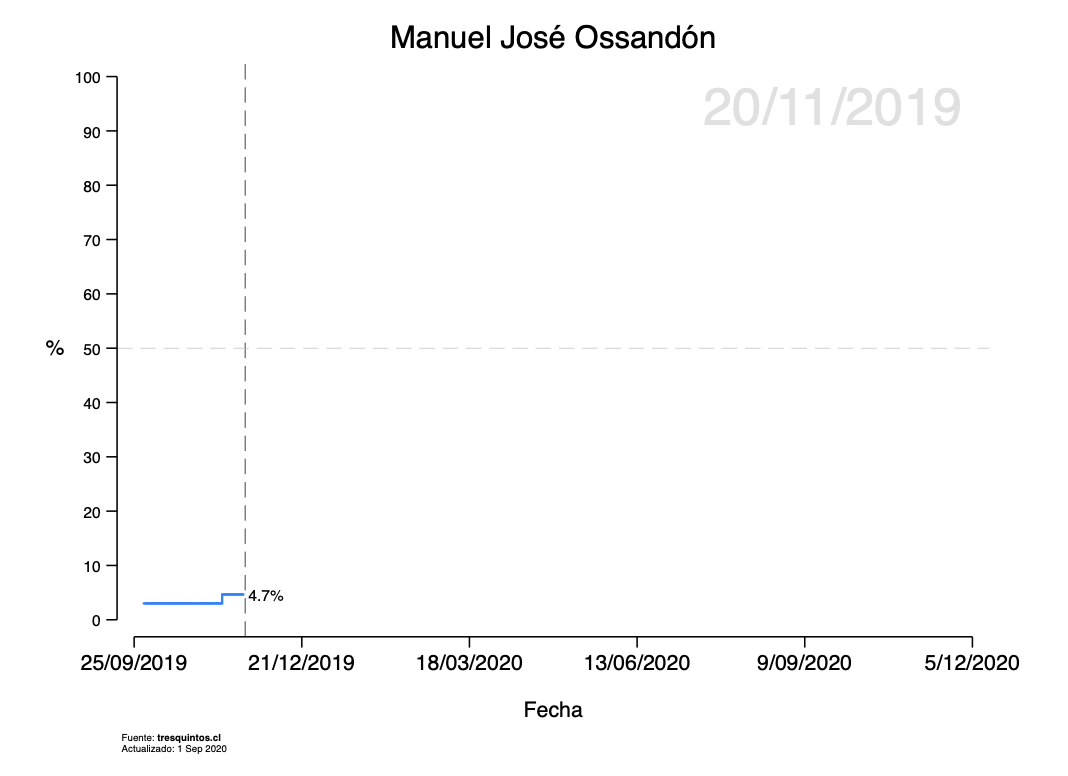 Manuel José Ossandón
20/11/2019
100
90
80
70
60
% 50
40
30
20
10
4.7%
0
25/09/2019 21/12/2019 18/03/2020 13/06/2020 9/09/2020 5/12/2020
Fecha
Fuente: tresquintos.cl
Actualizado: 1 Sep 2020